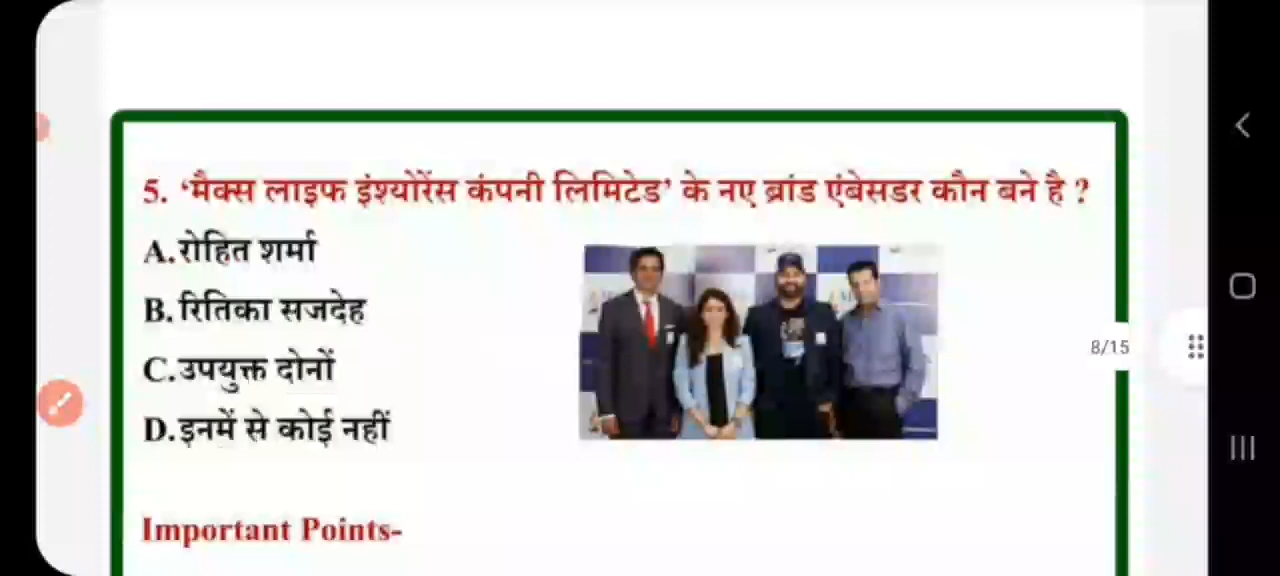 5. ‘मैक्स लाइफ इंश्योरेंस कंपनी लिमिटेड’ के नए ब्रांड एंबेसडर कौन बने है ?
A.रोहित शर्मा
B. रितिका सजदेह
C.उपयुक्त दोनों
D.इनमें से कोई नहीं
8/15
Important Points-